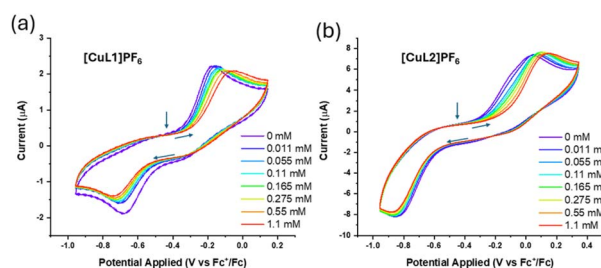 (a)
[CuL1]PF6
Current (µA)
3
2
1
0
-1
-2
0 mM
0.011 mM
0.055 mM
0.11 mM
0.165 mM
0.275 mM
0.55 mM
1.1 mM
-1.0 -0.8 -0.6 -0.4 -0.2 0.0 0.2
Potential Applied (V vs Fc+/Fc)
(b)
[CuL2]PF6
Current (µA)
8
6
4
2
0
-2
-4
-6
-8
-10
0 mM
0.011 mM
0.055 mM
0.11 mM
0.165 mM
0.275 mM
0.55 mM
1.1 mM
-1.0 -0.8 -0.6 -0.4 -0.2 0.0 0.2 0.4
Potential Applied (V vs Fc+/Fc)